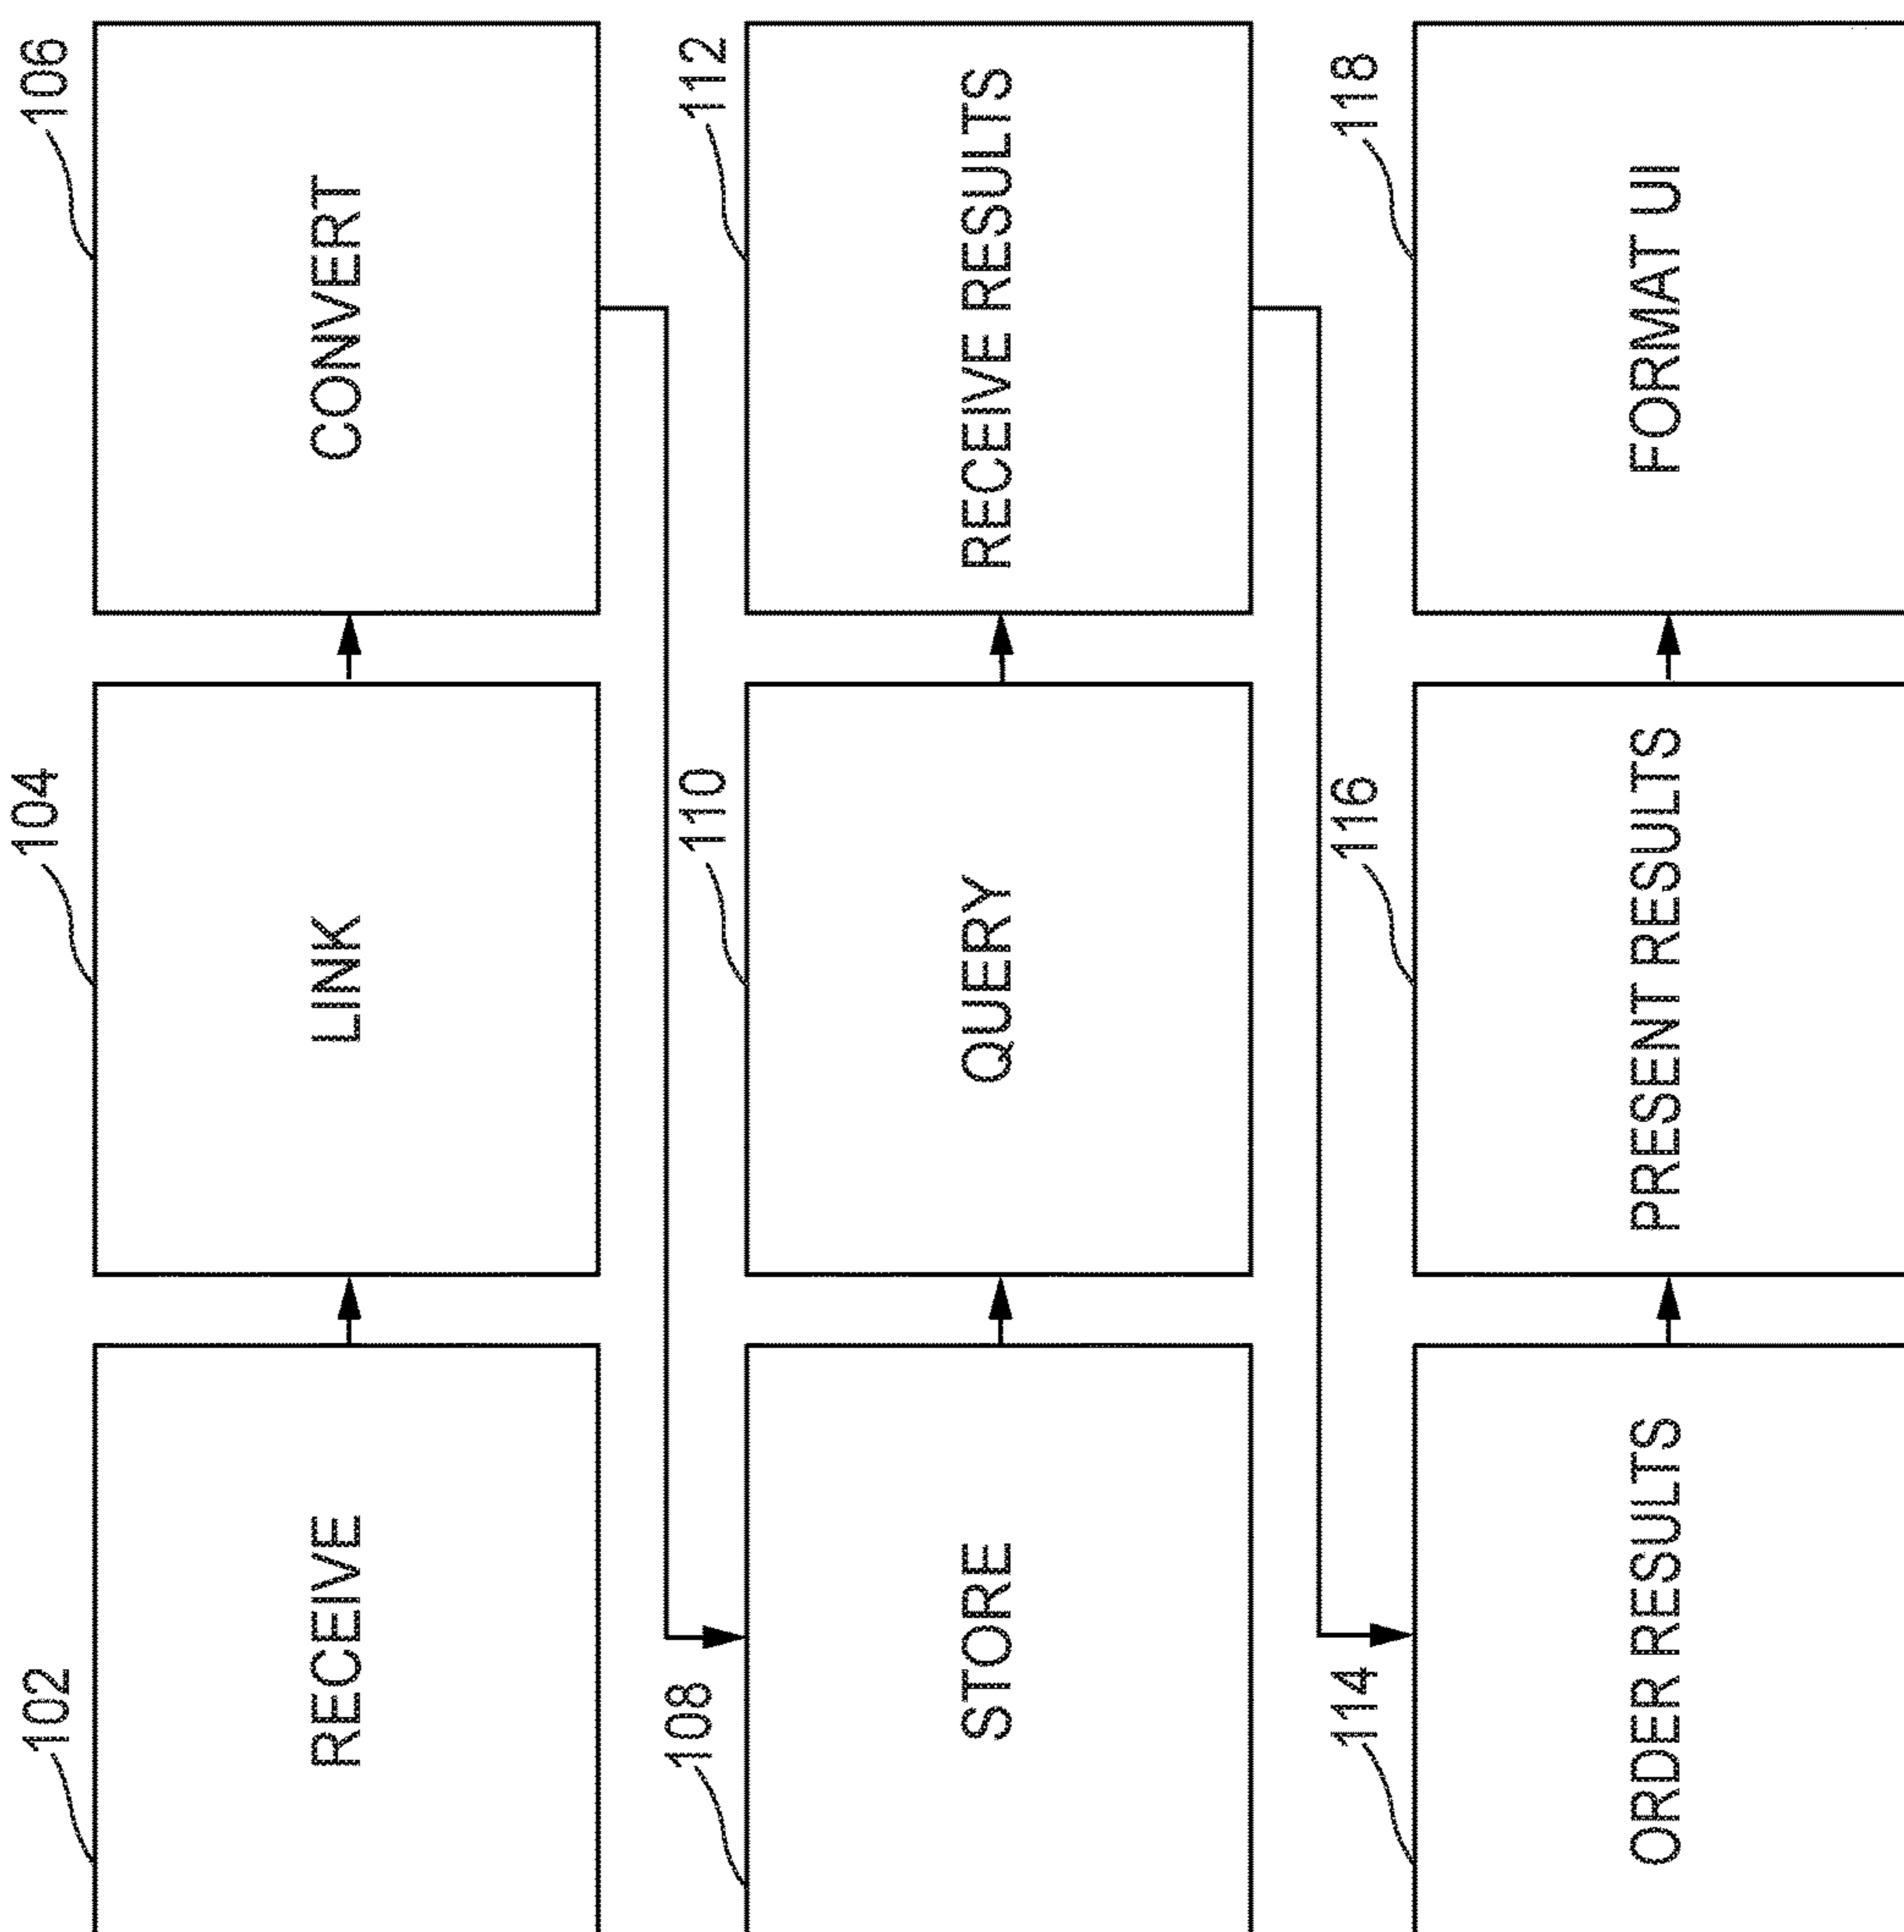 102
RECEIVE
104
LINK
106
CONVERT
108
STORE
110
QUERY
112
RECEIVE RESULTS
114
ORDER RESULTS
116
PRESENT RESULTS
118
FORMAT UI